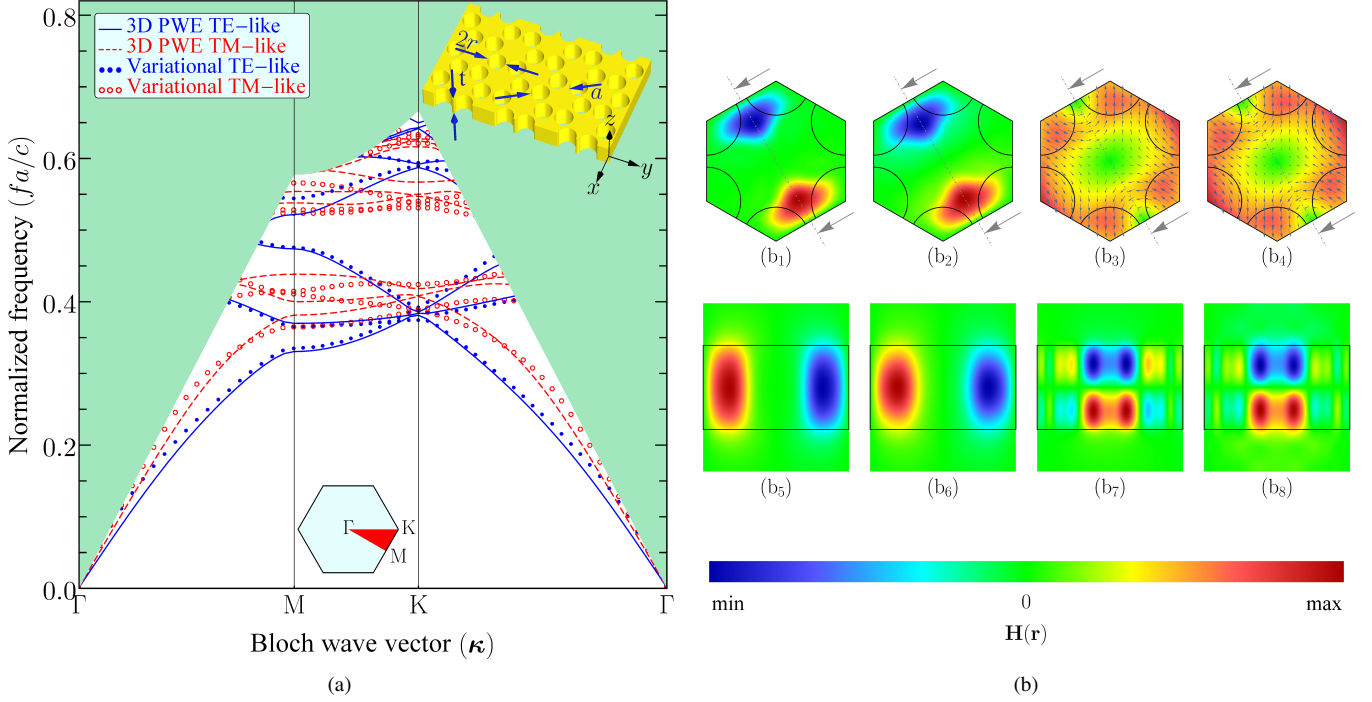 3D PWE TE−like
3D PWE TM−like
Variational TE−like
Variational TM−like
2r
t
a
z
y
x
Normalized frequency (fa/c)
0.8
0.6
0.4
0.2
0.0
Γ
K
M
Γ M K Γ
Bloch wave vector (κ)
(a)
(b1) (b2) (b3) (b4)
(b5) (b6) (b7) (b8)
min 0 max
H(r)
(b)